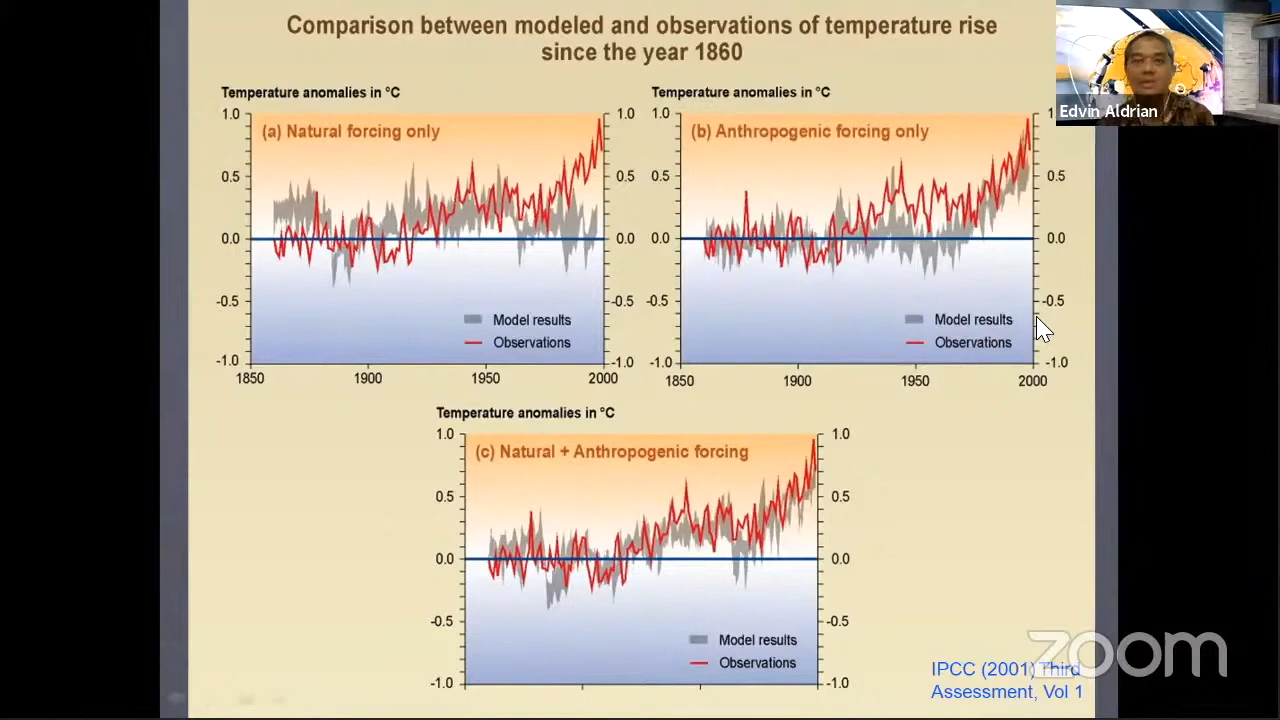 Comparison between modeled and observations of temperature rise
since the year 1860
Edvin Aldrian
Temperature anomalies in °C
1.0
1.0
(a) Natural forcing only
0.5
0.5
0.0
0.0
-0.5
-0.5
Model results
Observations
-1.0
-1.0
1850
1900
1950
2000
Temperature anomalies in °C
1.0
1
(b) Anthropogenic forcing only
0.5
0.5
0.0
0.0
-0.5
-0.5
Model results
Observations
-1.0
-1.0
1850
1900
1950
2000
Temperature anomalies in °C
1.0
1.0
(c) Natural + Anthropogenic forcing
0.5
0.5
0.0
0.0
-0.5
-0.5
Model results
Observations
-1.0
-1.0
zoom
IPCC (2001) Third
Assessment, Vol 1